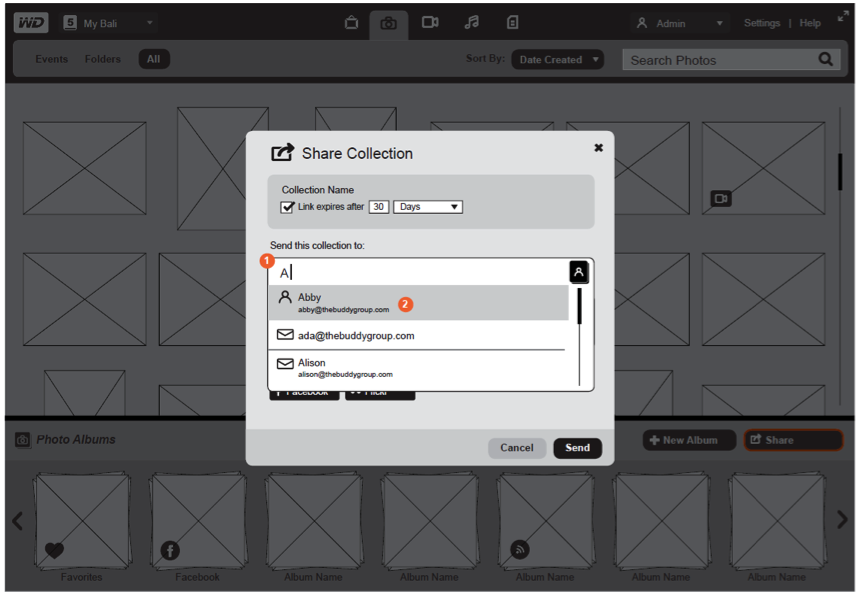 WD 5 My Bali Admin Settings | Help
Events Folders All Sort By: Date Created Search Photos
Share Collection
Collection Name
Link expires after 30 Days
Send this collection to:
1
A
Abby 2
abby@thebuddygroup.com
ada@thebuddygroup.com
Alison
alison@thebuddygroup.com
Facebook Flickr
Cancel Send
Photo Albums New Album Share
Favorites Facebook Album Name Album Name Album Name Album Name Album Name